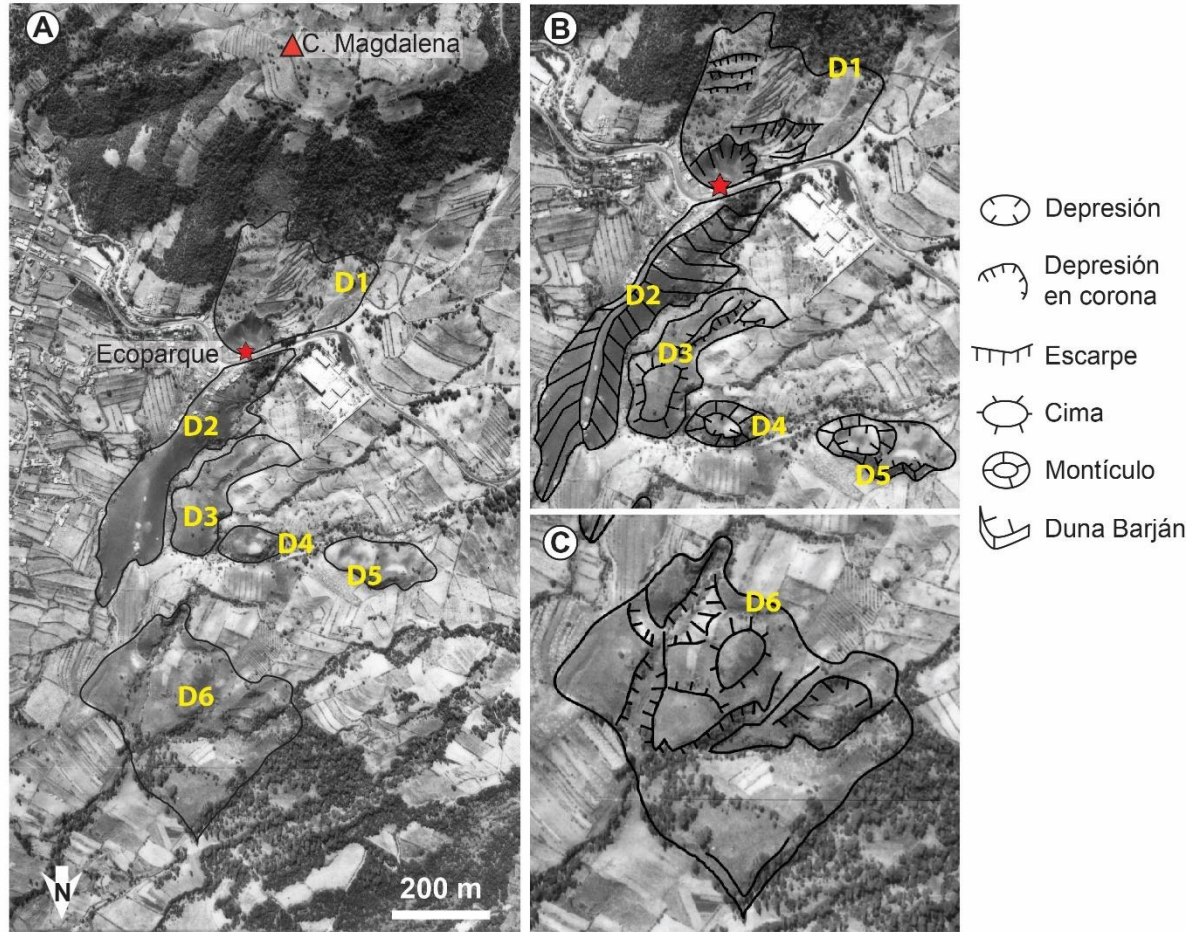 A
C. Magdalena
D1
Ecoparque
D2
D3
D4
D5
D6
N
200 m
B
D1
D2
D3
D4
D5
C
D6
Depresión
Depresión
en corona
Escarpe
Cima
Montículo
Duna Barján